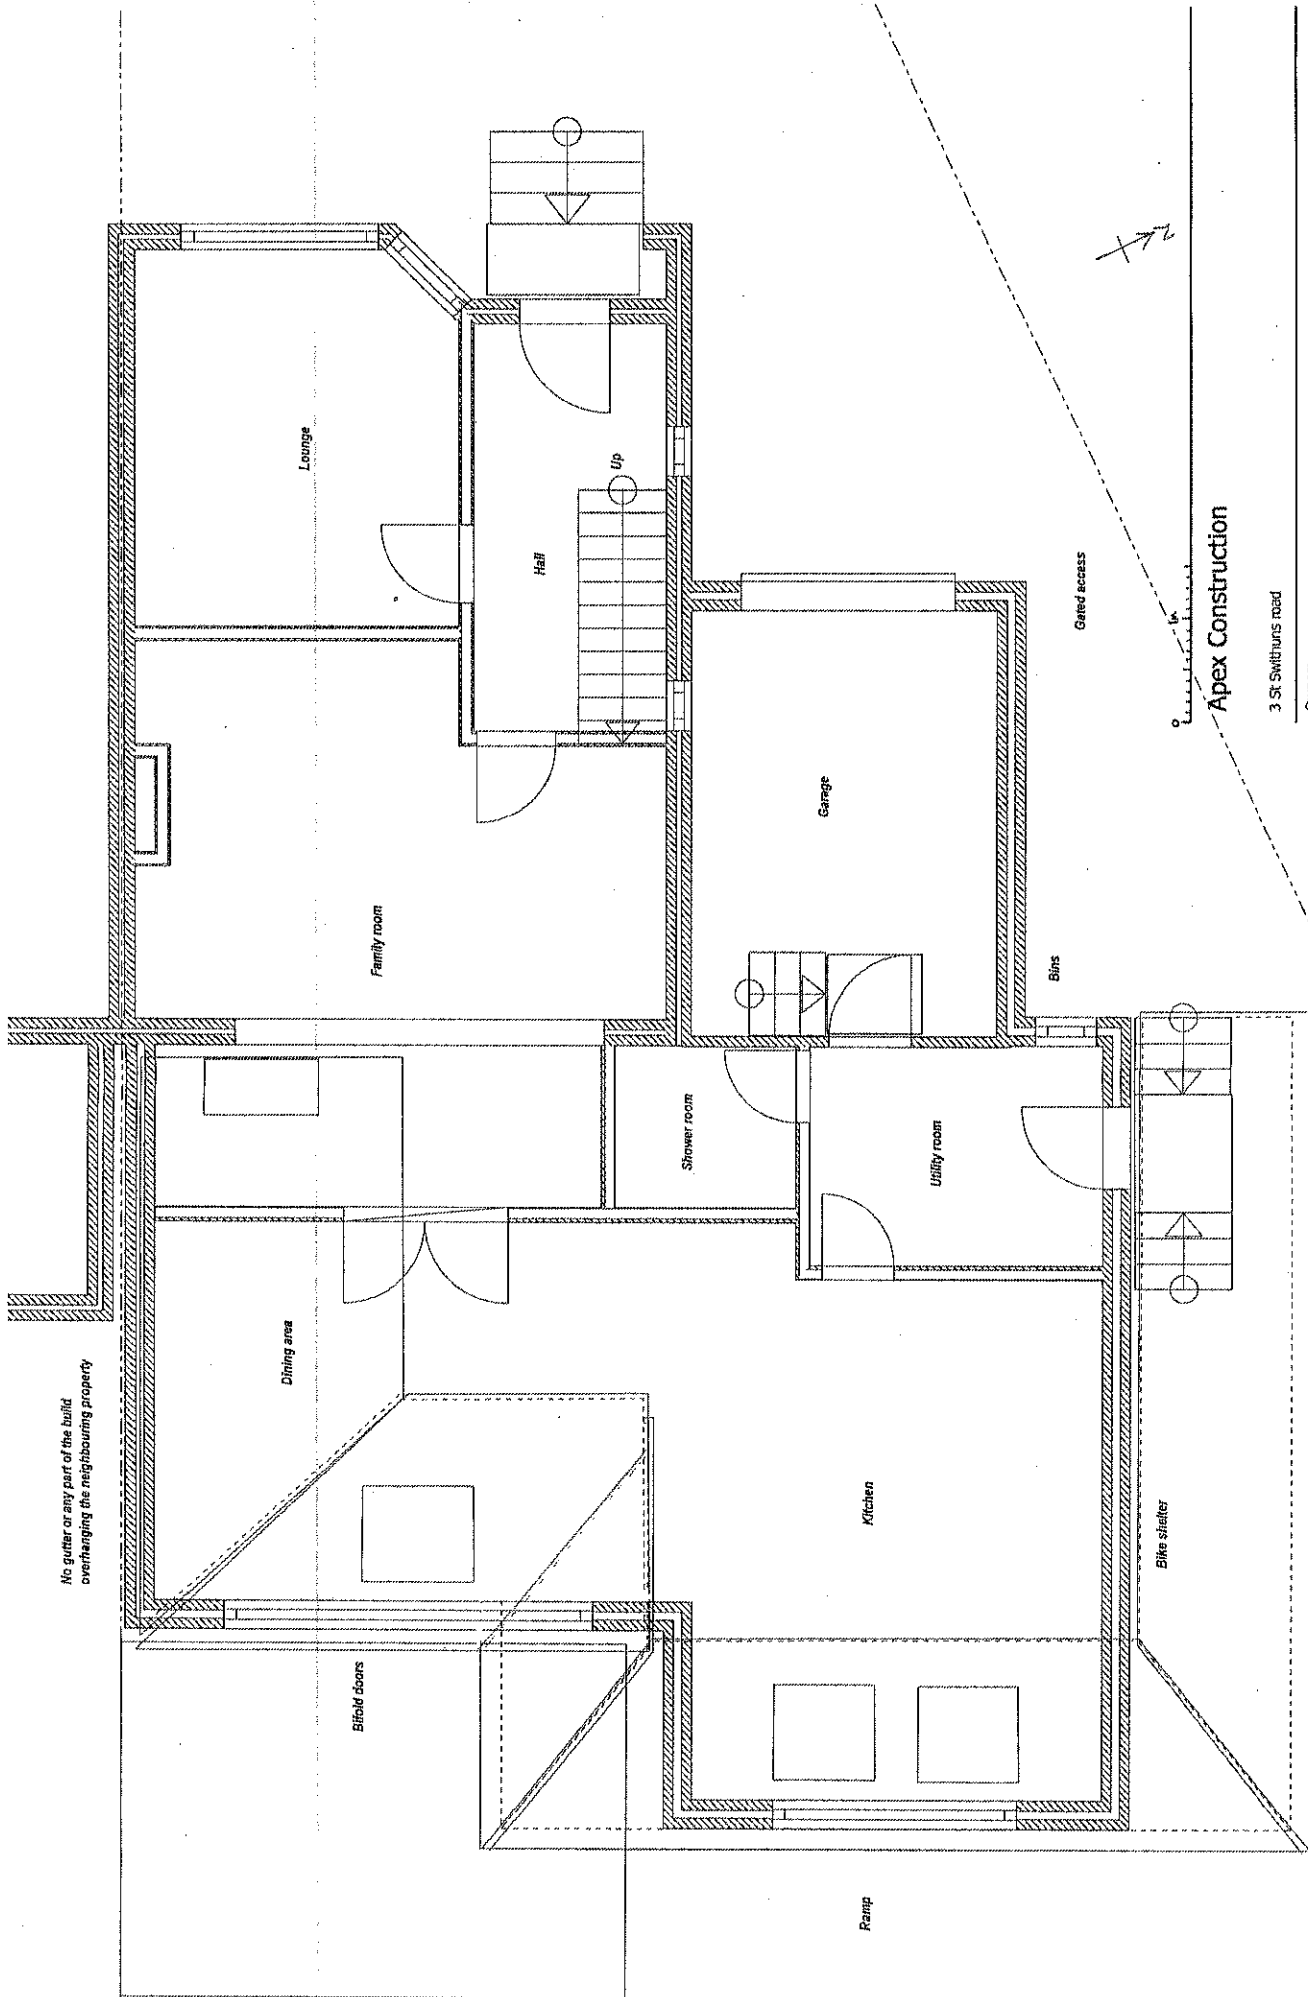 No gutter or any part of the build
overhanging the neighbouring property
Bifold doors
Dining area
Family room
Lounge
Hall
Up
Shower room
Utility room
Garage
Kitchen
Ramp
Bike shelter
Bins
Gated access
N
0
1m
Apex Construction
3 St Swithuns road